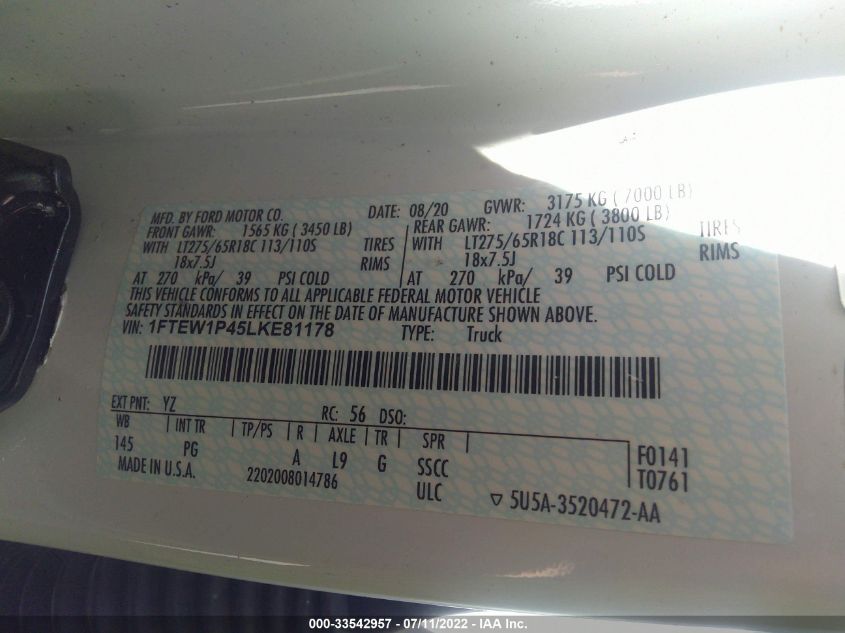 MFD. BY FORD MOTOR CO. DATE: 08/20 GVWR: 3175 KG ( 7000 LB)
FRONT GAWR: 1565 KG ( 3450 LB) REAR GAWR: 1724 KG ( 3800 LB)
WITH LT275/65R18C 113/110S TIRES WITH LT275/65R18C 113/110S TIRES
18x7.5J RIMS 18x7.5J RIMS
AT 270 kPa/ 39 PSI COLD AT 270 kPa/ 39 PSI COLD
THIS VEHICLE CONFORMS TO ALL APPLICABLE FEDERAL MOTOR VEHICLE
SAFETY STANDARDS IN EFFECT ON THE DATE OF MANUFACTURE SHOWN ABOVE.
VIN: 1FTEW1P45LKE81178 TYPE: Truck
EXT PNT: YZ RC: 56 DSO:
WB INT TR TP/PS R AXLE TR SPR F0141
145 PG A L9 G SSCC T0761
MADE IN U.S.A. 2202008014786 ULC ▽ 5U5A-3520472-AA
000-33542957 - 07/11/2022 - IAA Inc.